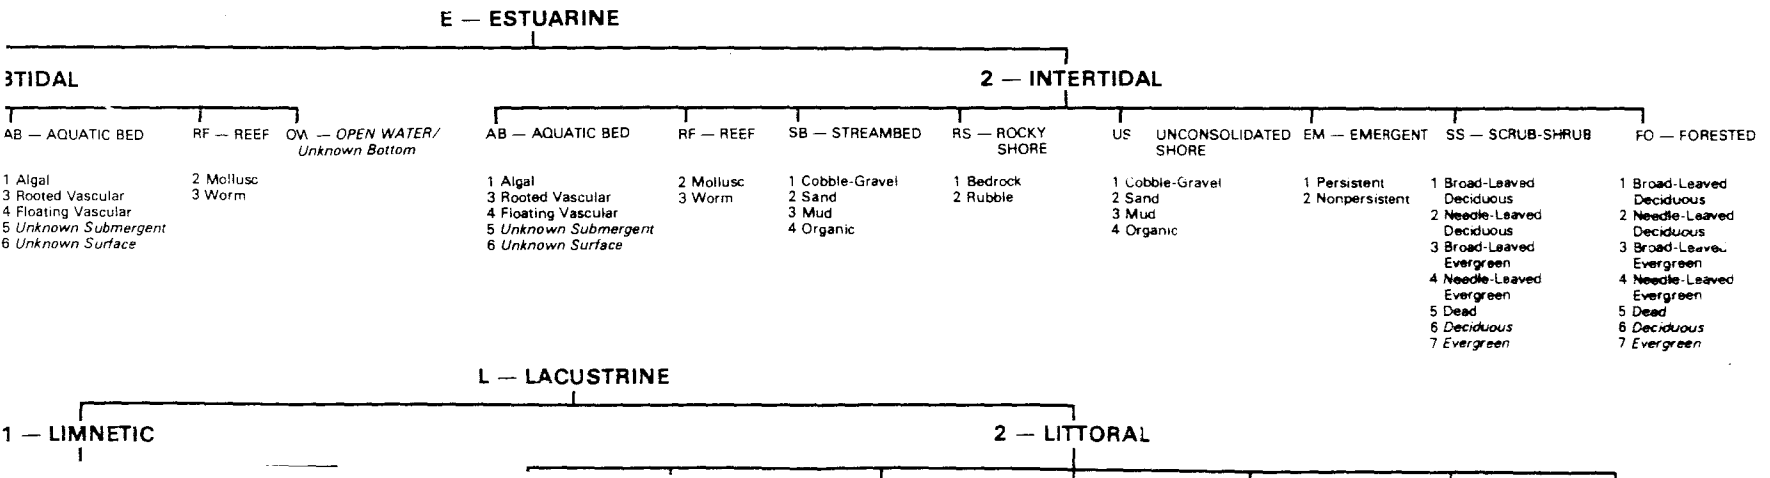 E — ESTUARINE
BTIDAL
2 — INTERTIDAL
AB — AQUATIC BED
RF — REEF
OW — OPEN WATER/
Unknown Bottom
AB — AQUATIC BED
RF — REEF
SB — STREAMBED
RS — ROCKY
SHORE
US UNCONSOLIDATED
SHORE
EM — EMERGENT
SS — SCRUB-SHRUB
FO — FORESTED
1 Algal
3 Rooted Vascular
4 Floating Vascular
5 Unknown Submergent
6 Unknown Surface
2 Mollusc
3 Worm
1 Algal
3 Rooted Vascular
4 Floating Vascular
5 Unknown Submergent
6 Unknown Surface
2 Mollusc
3 Worm
1 Cobble-Gravel
2 Sand
3 Mud
4 Organic
1 Bedrock
2 Rubble
1 Cobble-Gravel
2 Sand
3 Mud
4 Organic
1 Persistent
2 Nonpersistent
1 Broad-Leaved
Deciduous
2 Needle-Leaved
Deciduous
3 Broad-Leaved
Evergreen
4 Needle-Leaved
Evergreen
5 Dead
6 Deciduous
7 Evergreen
1 Broad-Leaved
Deciduous
2 Needle-Leaved
Deciduous
3 Broad-Leaved
Evergreen
4 Needle-Leaved
Evergreen
5 Dead
6 Deciduous
7 Evergreen
L — LACUSTRINE
1 — LIMNETIC
2 — LITTORAL